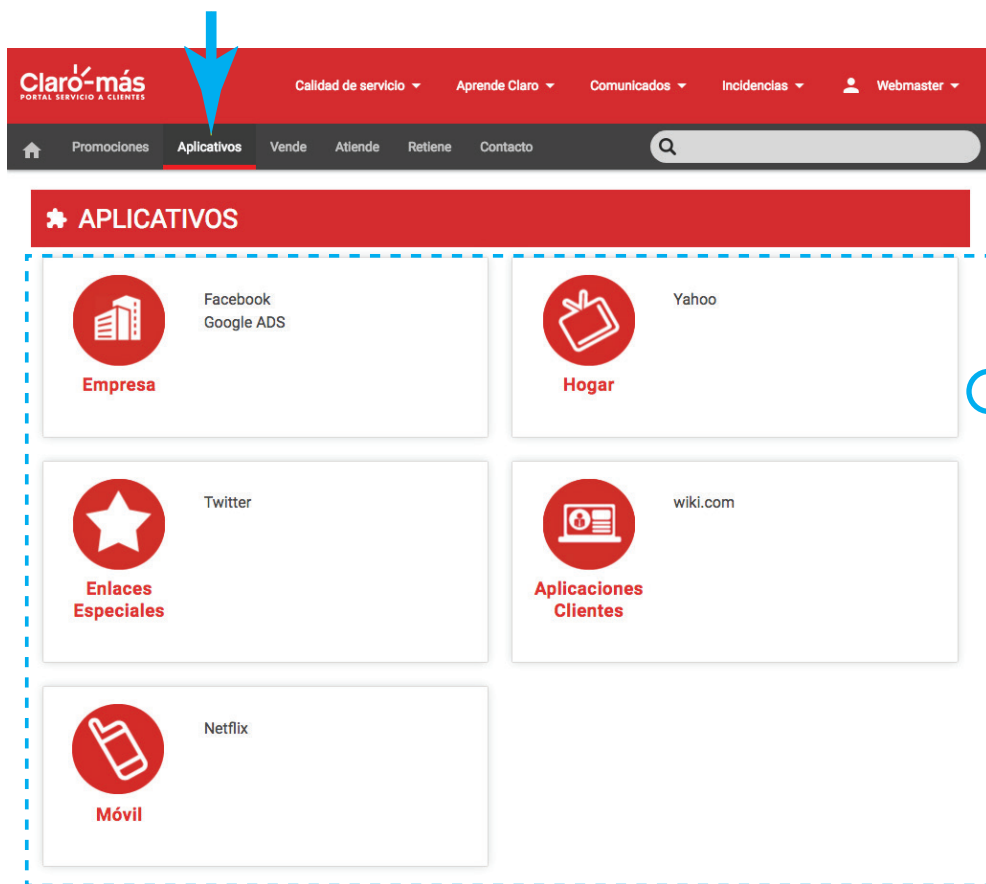 Claro-más
PORTAL SERVICIO A CLIENTES
Calidad de servicio
Aprende Claro
Comunicados
Incidencias
Webmaster
Promociones
Aplicativos
Vende
Atiende
Retiene
Contacto
APLICATIVOS
Facebook
Google ADS
Empresa
Yahoo
Hogar
Twitter
Enlaces
Especiales
wiki.com
Aplicaciones
Clientes
Netflix
Móvil